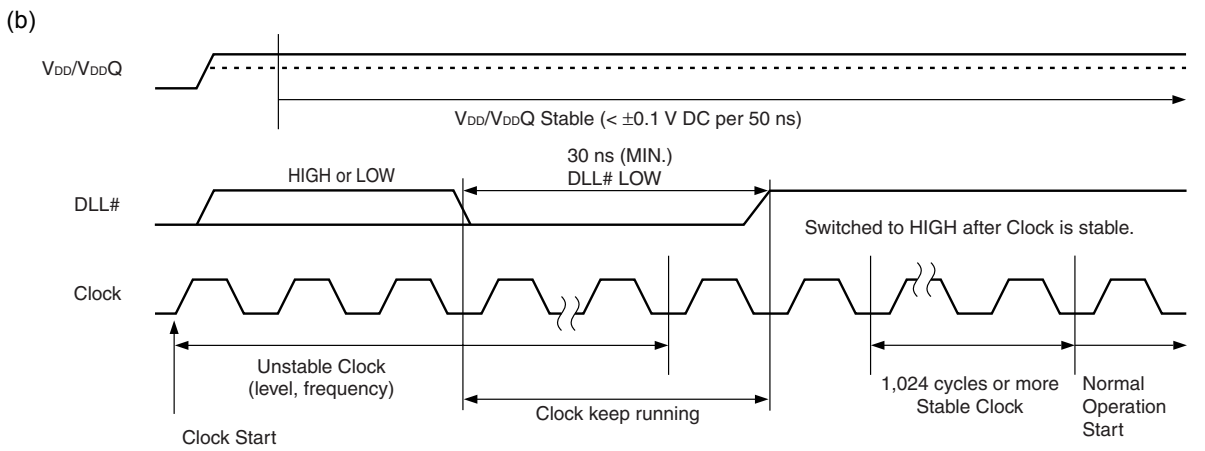 (b)
VDD/VDDQ
VDD/VDDQ Stable (< ±0.1 V DC per 50 ns)
30 ns (MIN.)
DLL# LOW
HIGH or LOW
DLL#
Switched to HIGH after Clock is stable.
Clock
Unstable Clock
(level, frequency)
Clock keep running
1,024 cycles or more
Stable Clock
Normal
Operation
Start
Clock Start